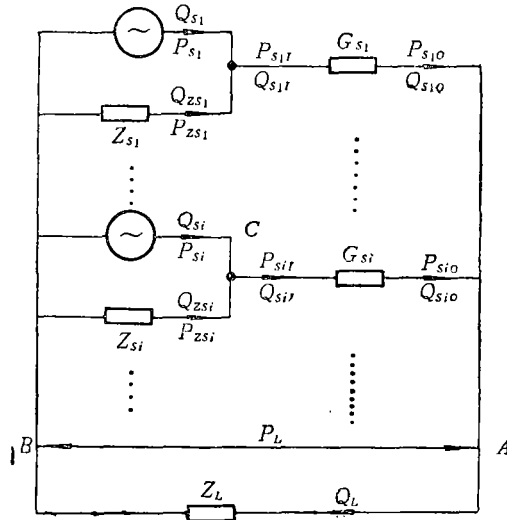 Q_{s1}
P_{s1}
P_{s1I} G_{s1} P_{s1O}
Q_{s1I} Q_{s1O}
Q_{zs1}
P_{zs1}
Z_{s1}
Q_{si} C
P_{si}
P_{siI} G_{si} P_{siO}
Q_{siI} Q_{siO}
Q_{zsi}
P_{zsi}
Z_{si}
B P_L A
Z_L Q_L